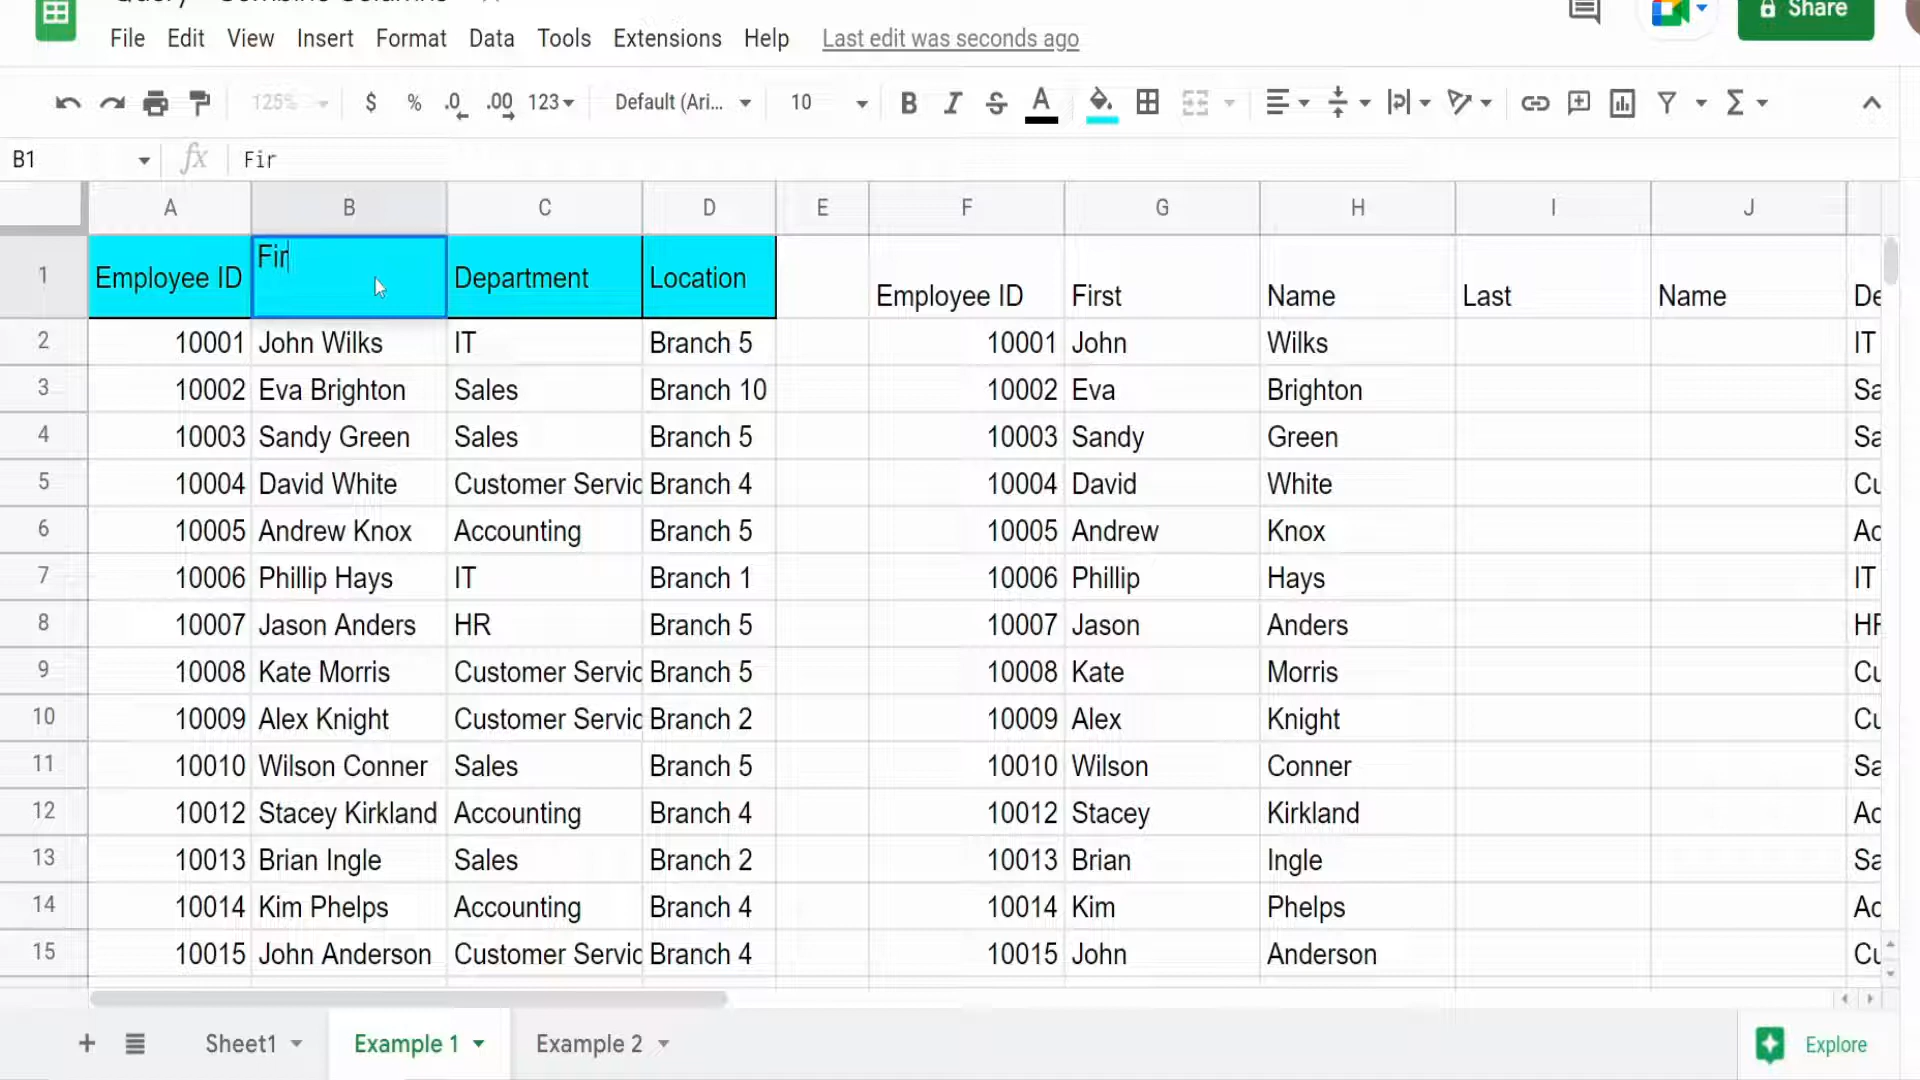 Query - Combine Columns
Share
File Edit View Insert Format Data Tools Extensions Help Last edit was seconds ago
125% $ % .0 .00 123 Default (Ari... 10 B I S A Σ
B1 fx Fir
A B C D E F G H I J
1 Employee ID Fir Department Location Employee ID First Name Last Name De
2 10001 John Wilks IT Branch 5 10001 John Wilks IT
3 10002 Eva Brighton Sales Branch 10 10002 Eva Brighton Sa
4 10003 Sandy Green Sales Branch 5 10003 Sandy Green Sa
5 10004 David White Customer Servic Branch 4 10004 David White Cu
6 10005 Andrew Knox Accounting Branch 5 10005 Andrew Knox Ac
7 10006 Phillip Hays IT Branch 1 10006 Phillip Hays IT
8 10007 Jason Anders HR Branch 5 10007 Jason Anders HR
9 10008 Kate Morris Customer Servic Branch 5 10008 Kate Morris Cu
10 10009 Alex Knight Customer Servic Branch 2 10009 Alex Knight Cu
11 10010 Wilson Conner Sales Branch 5 10010 Wilson Conner Sa
12 10012 Stacey Kirkland Accounting Branch 4 10012 Stacey Kirkland Ac
13 10013 Brian Ingle Sales Branch 2 10013 Brian Ingle Sa
14 10014 Kim Phelps Accounting Branch 4 10014 Kim Phelps Ac
15 10015 John Anderson Customer Servic Branch 4 10015 John Anderson Cu
+ Sheet1 Example 1 Example 2 Explore